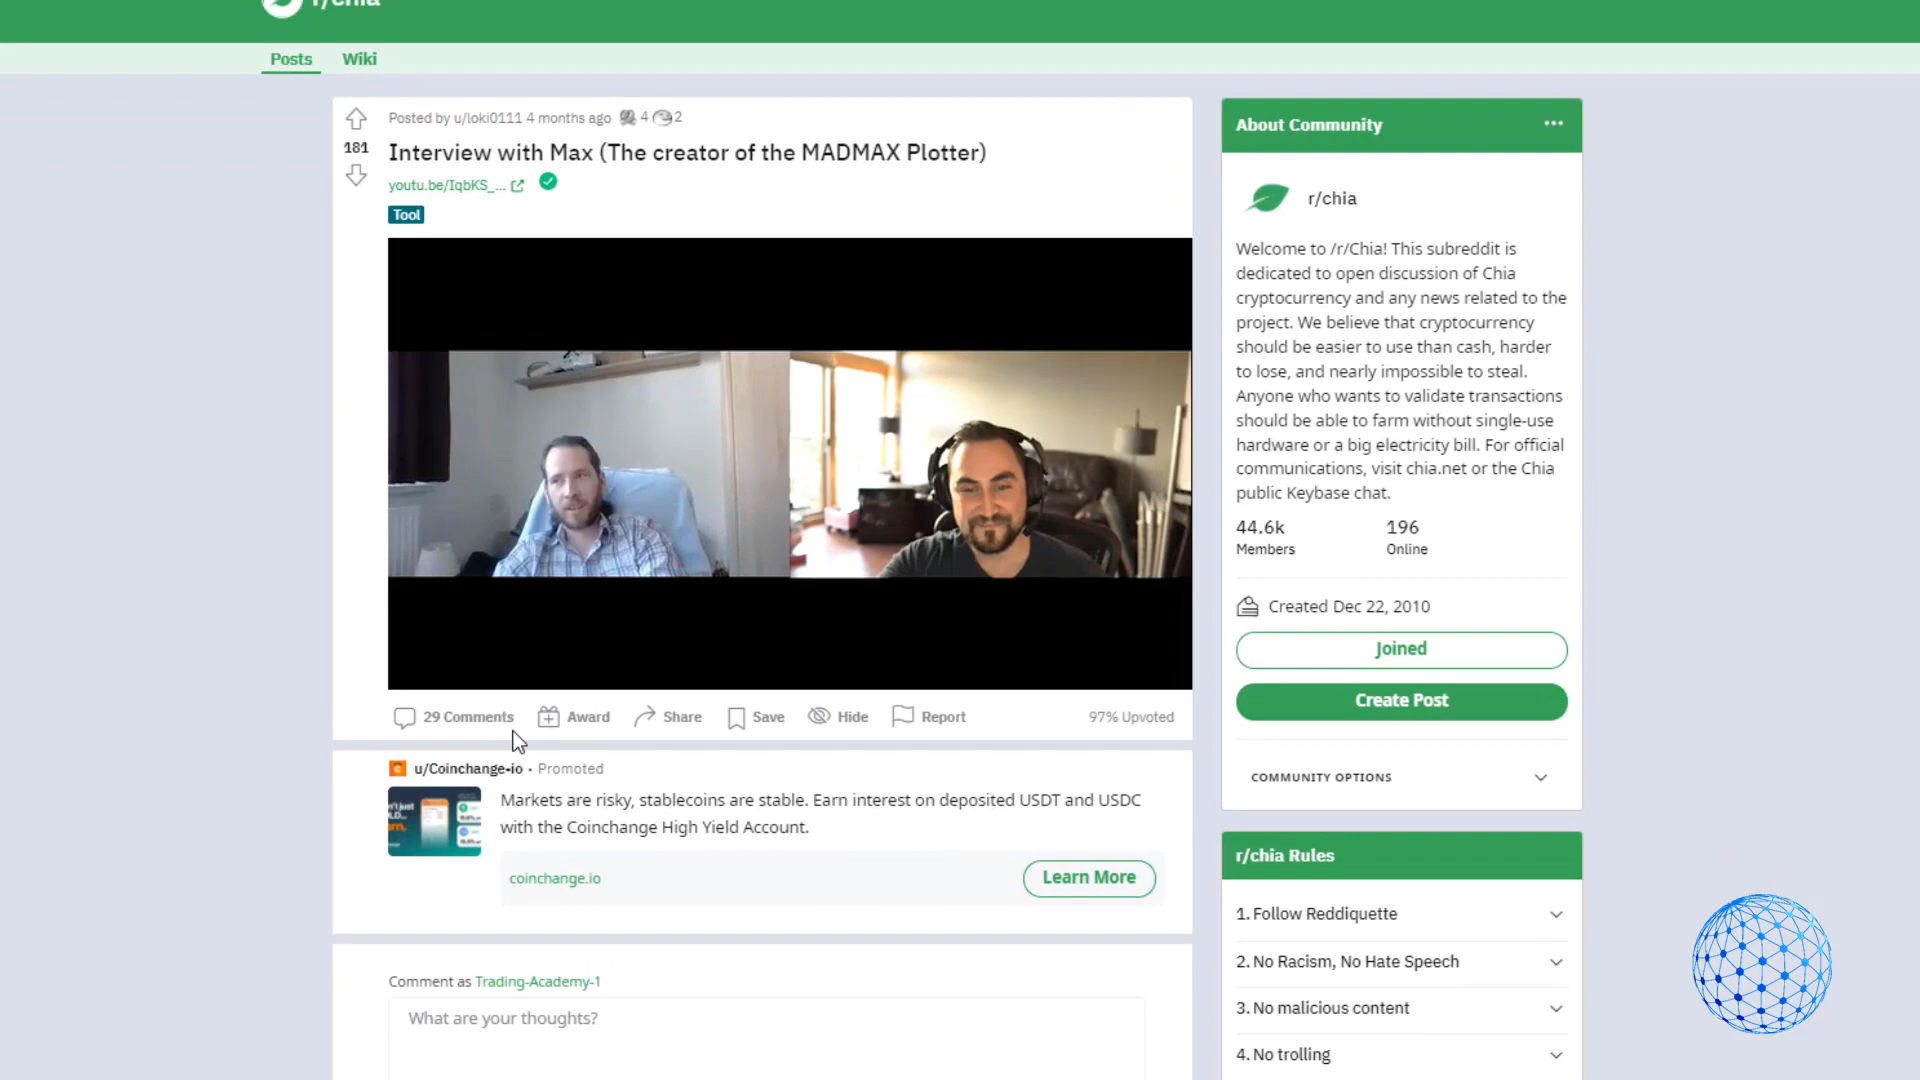 r/chia
Posts Wiki
Posted by u/loki0111 4 months ago 4 2
181
Interview with Max (The creator of the MADMAX Plotter)
youtu.be/IqbKS_...
Tool
29 Comments Award Share Save Hide Report 97% Upvoted
u/Coinchange-io • Promoted
Markets are risky, stablecoins are stable. Earn interest on deposited USDT and USDC
with the Coinchange High Yield Account.
coinchange.io Learn More
Comment as Trading-Academy-1
What are your thoughts?
About Community
r/chia
Welcome to /r/Chia! This subreddit is
dedicated to open discussion of Chia
cryptocurrency and any news related to the
project. We believe that cryptocurrency
should be easier to use than cash, harder
to lose, and nearly impossible to steal.
Anyone who wants to validate transactions
should be able to farm without single-use
hardware or a big electricity bill. For official
communications, visit chia.net or the Chia
public Keybase chat.
44.6k 196
Members Online
Created Dec 22, 2010
Joined
Create Post
COMMUNITY OPTIONS
r/chia Rules
1. Follow Reddiquette
2. No Racism, No Hate Speech
3. No malicious content
4. No trolling